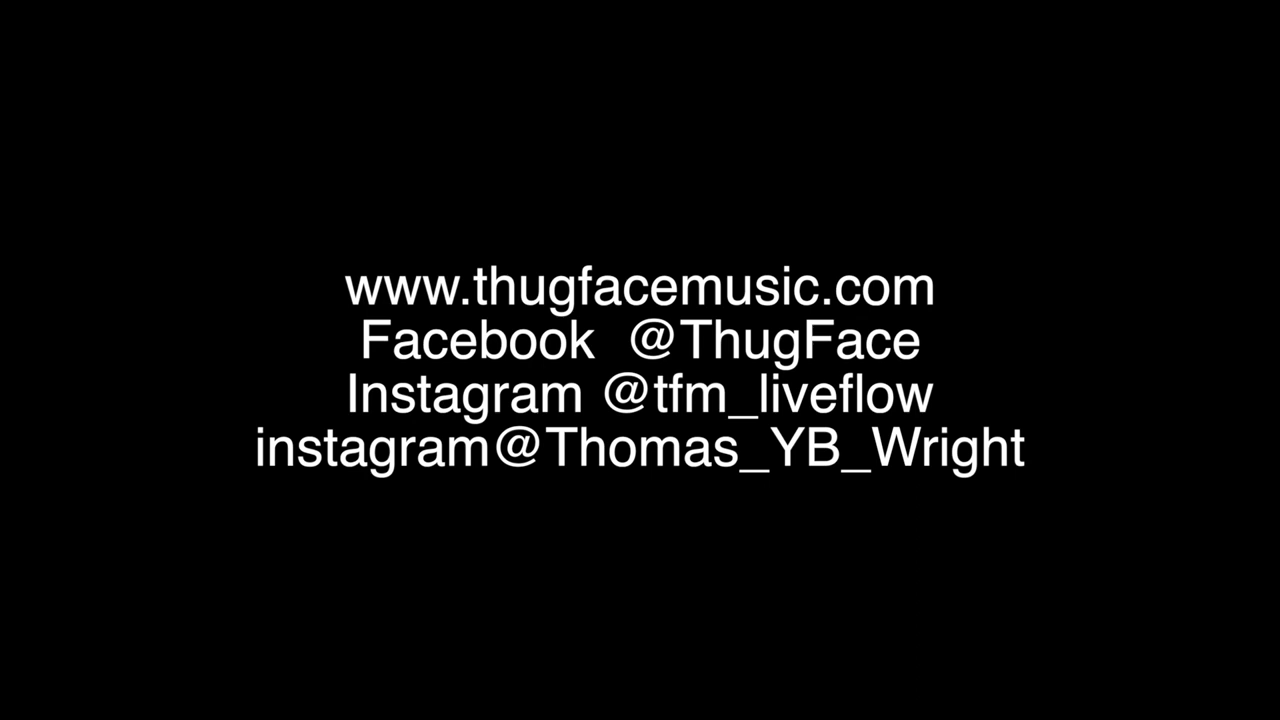 www.thugfacemusic.com
Facebook  @ThugFace
Instagram @tfm_liveflow
instagram@Thomas_YB_Wright